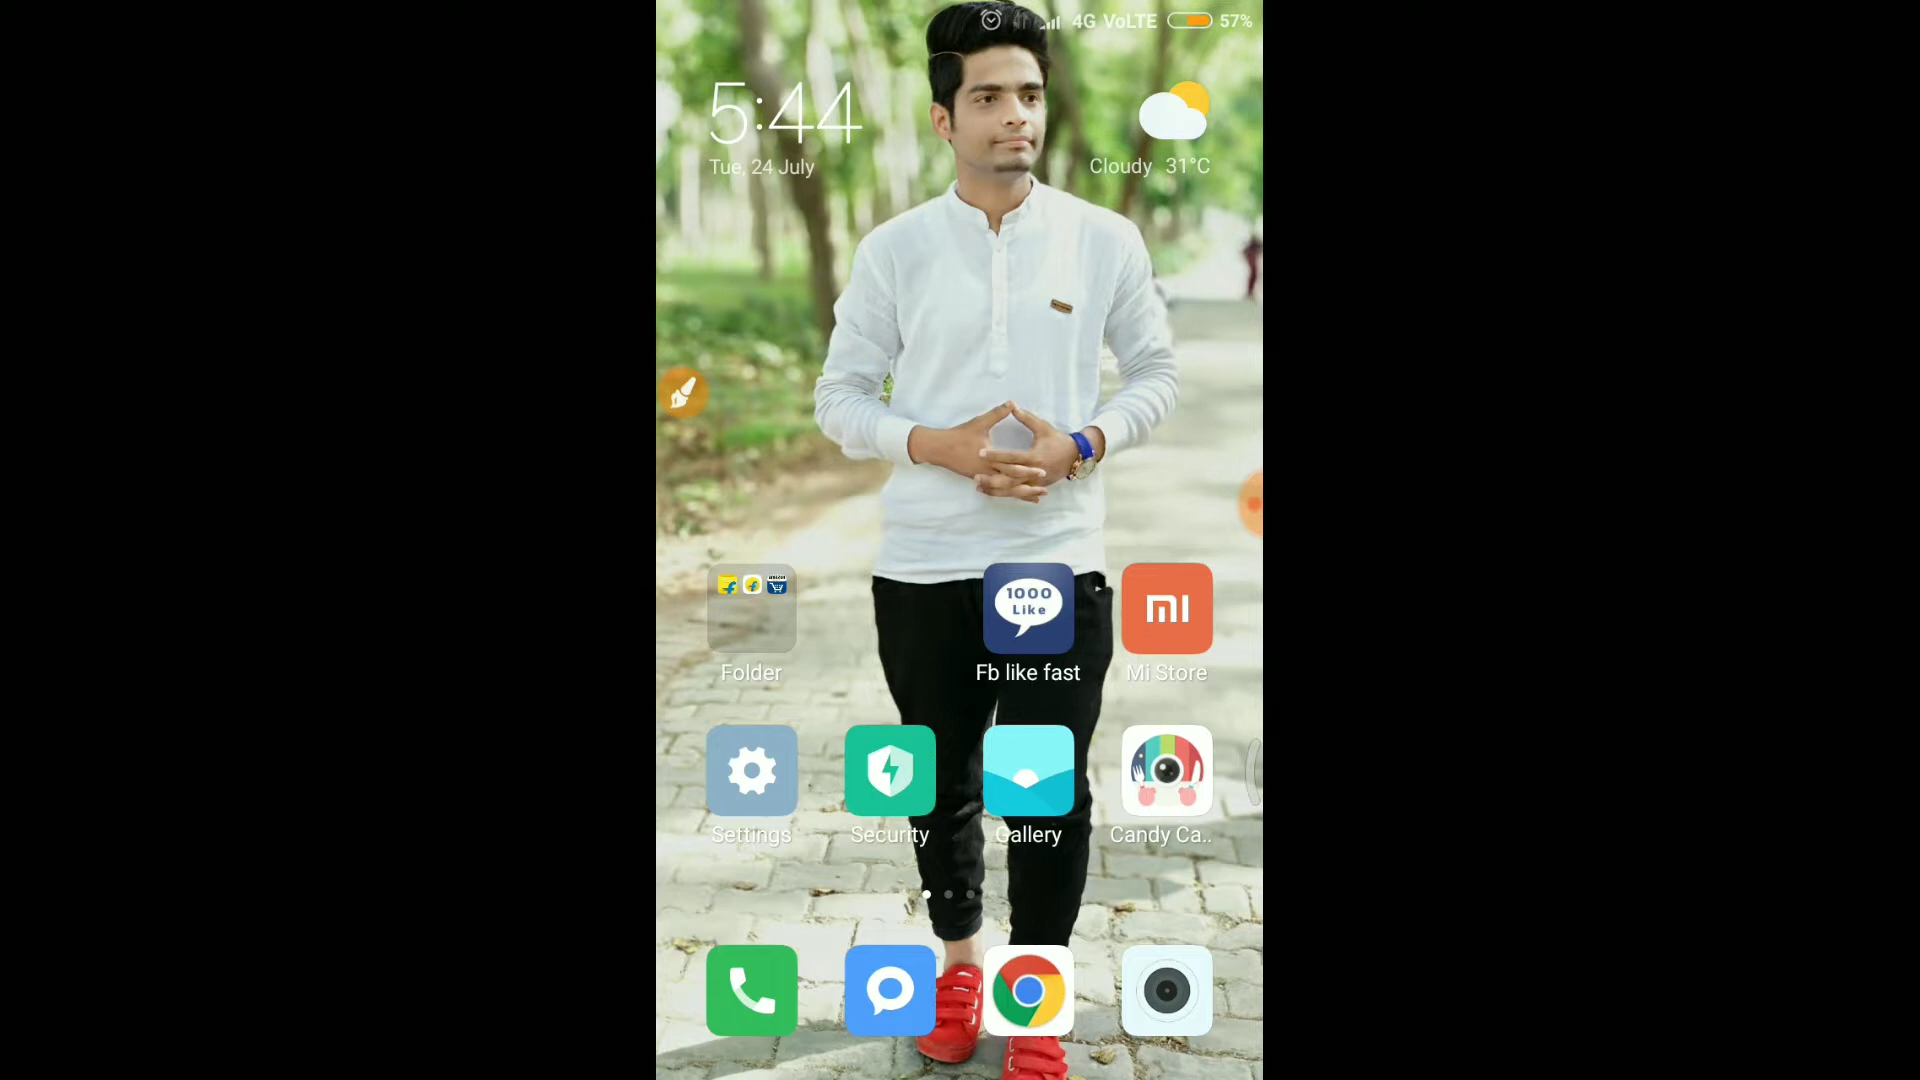 4G VoLTE 57%
5:44
Tue, 24 July
Cloudy 31°C
1000
Like
Folder
Fb like fast
Mi Store
Settings
Security
Gallery
Candy Ca..